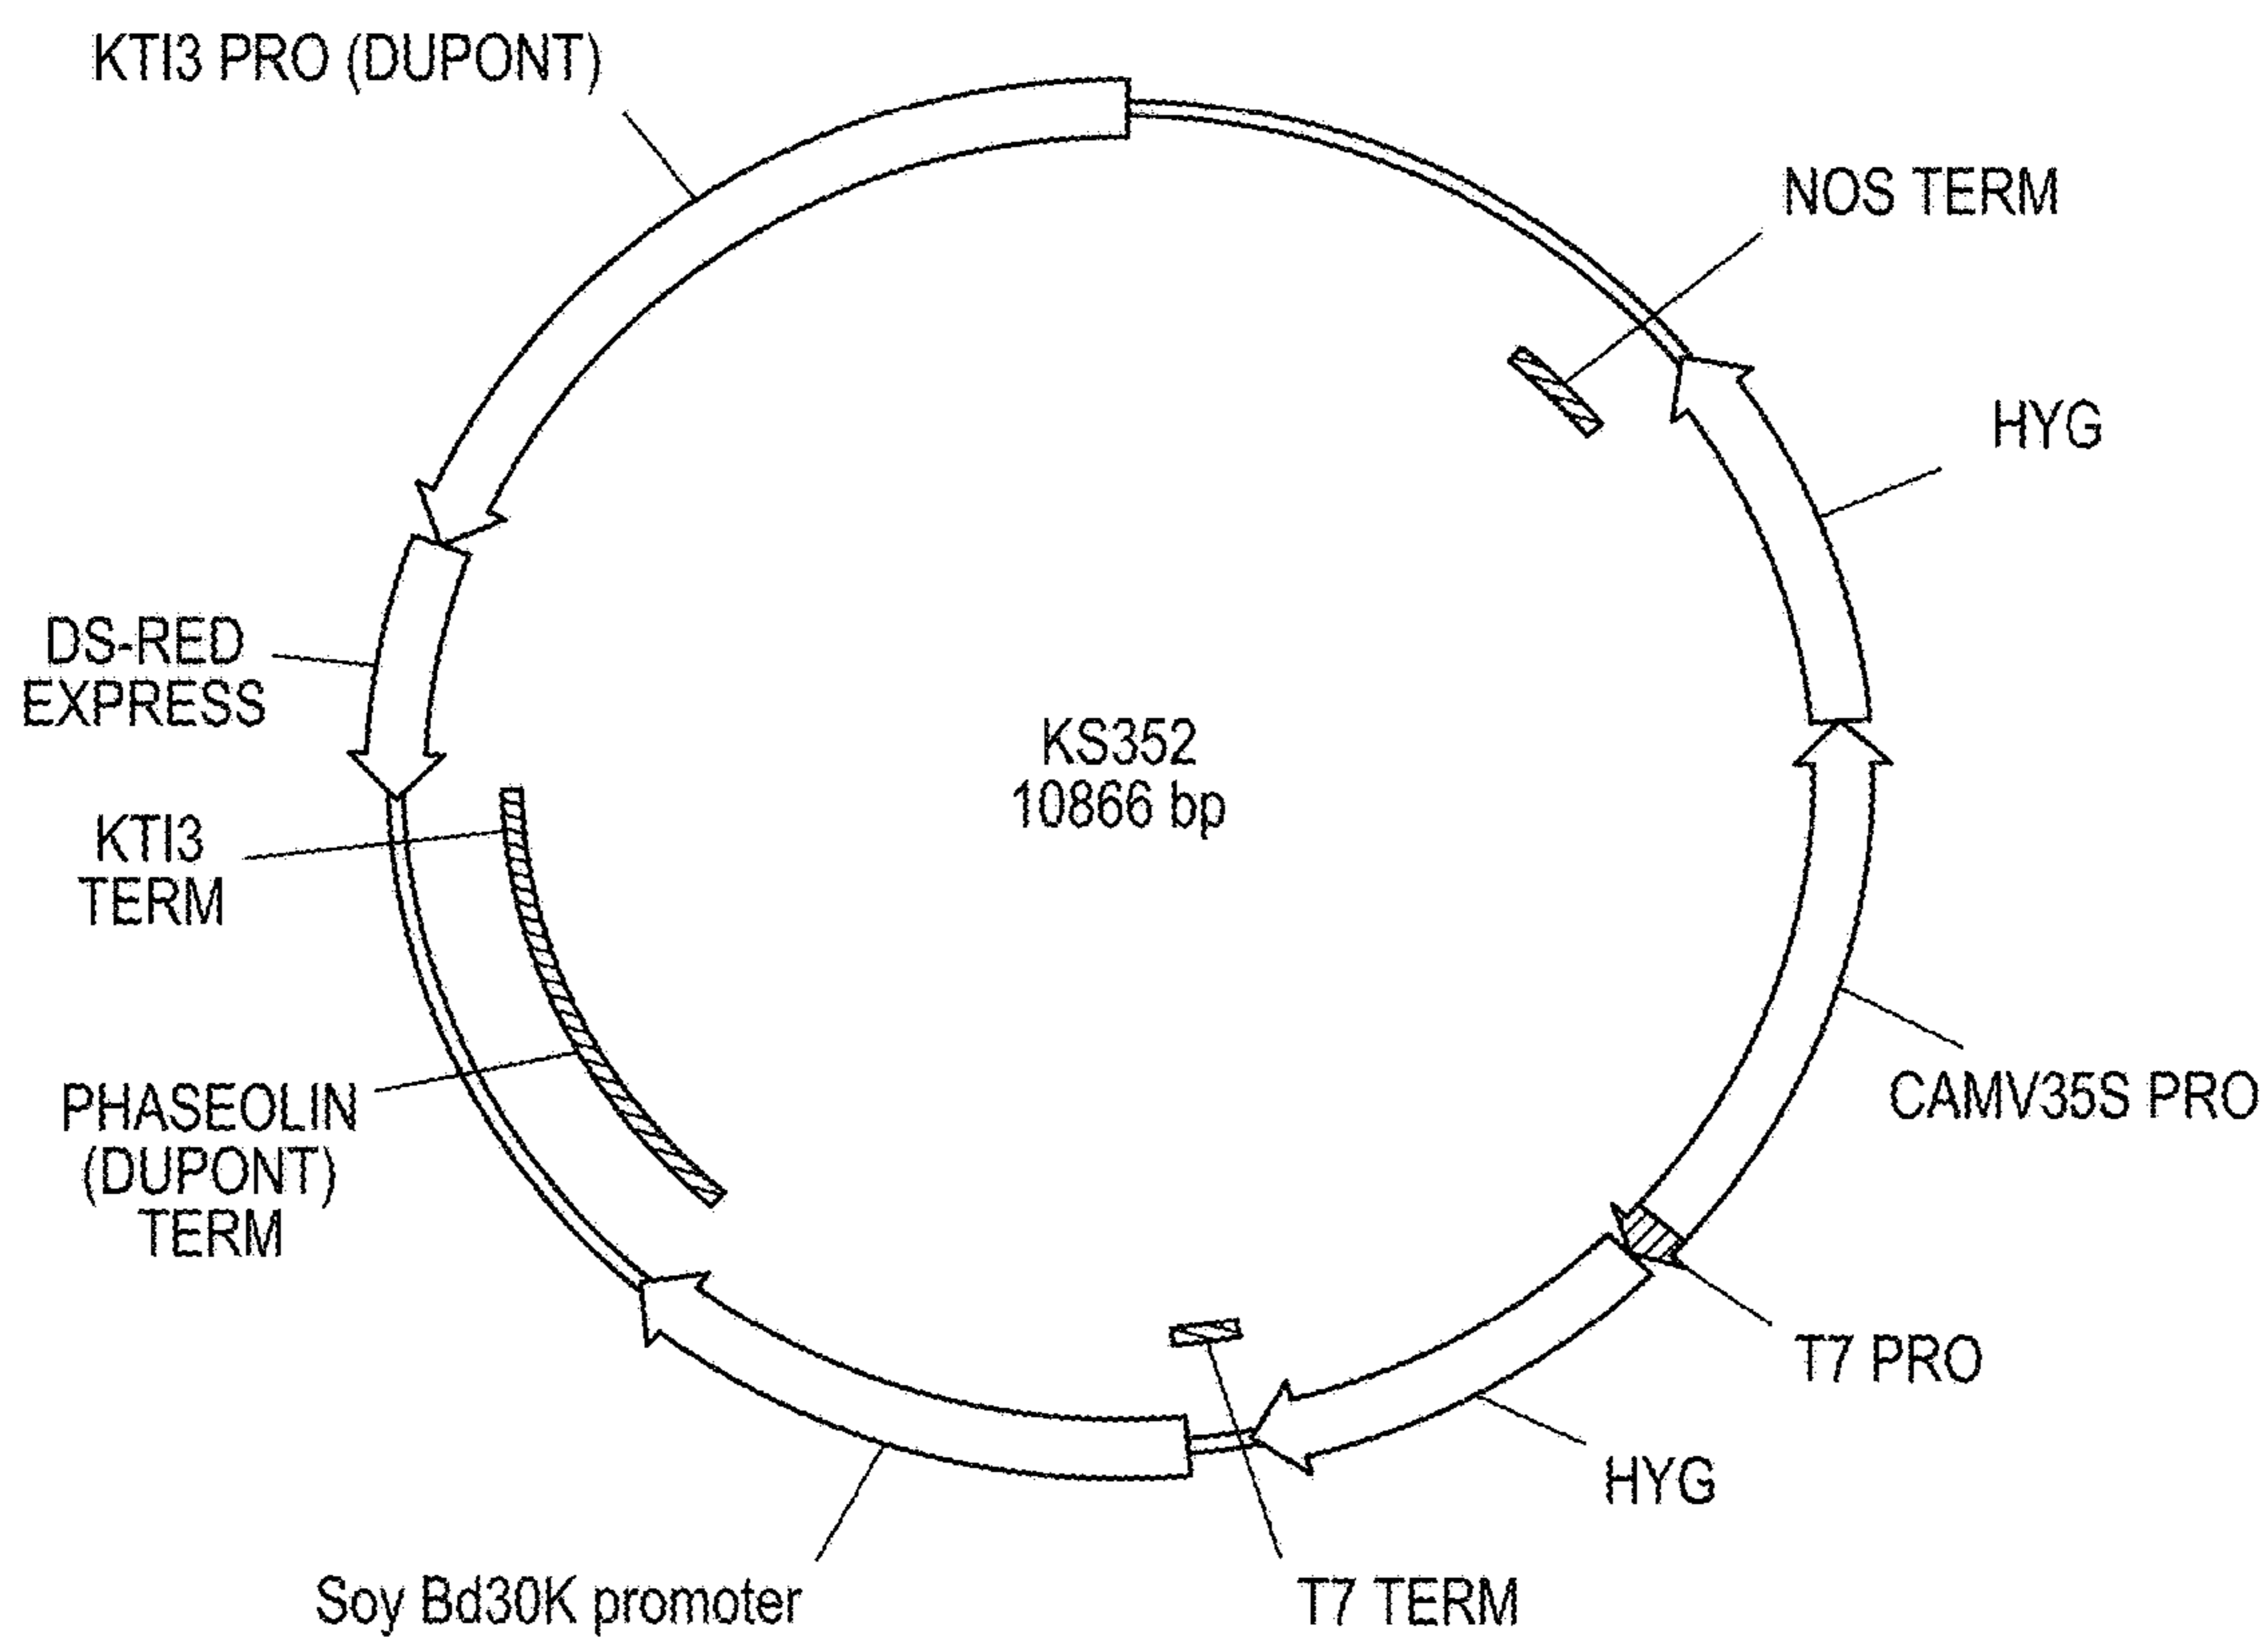 KTI3 PRO (DUPONT)
NOS TERM
HYG
DS-RED
EXPRESS
KS352
10866 bp
KTI3
TERM
CAMV35S PRO
PHASEOLIN
(DUPONT)
TERM
T7 PRO
HYG
Soy Bd30K promoter
T7 TERM